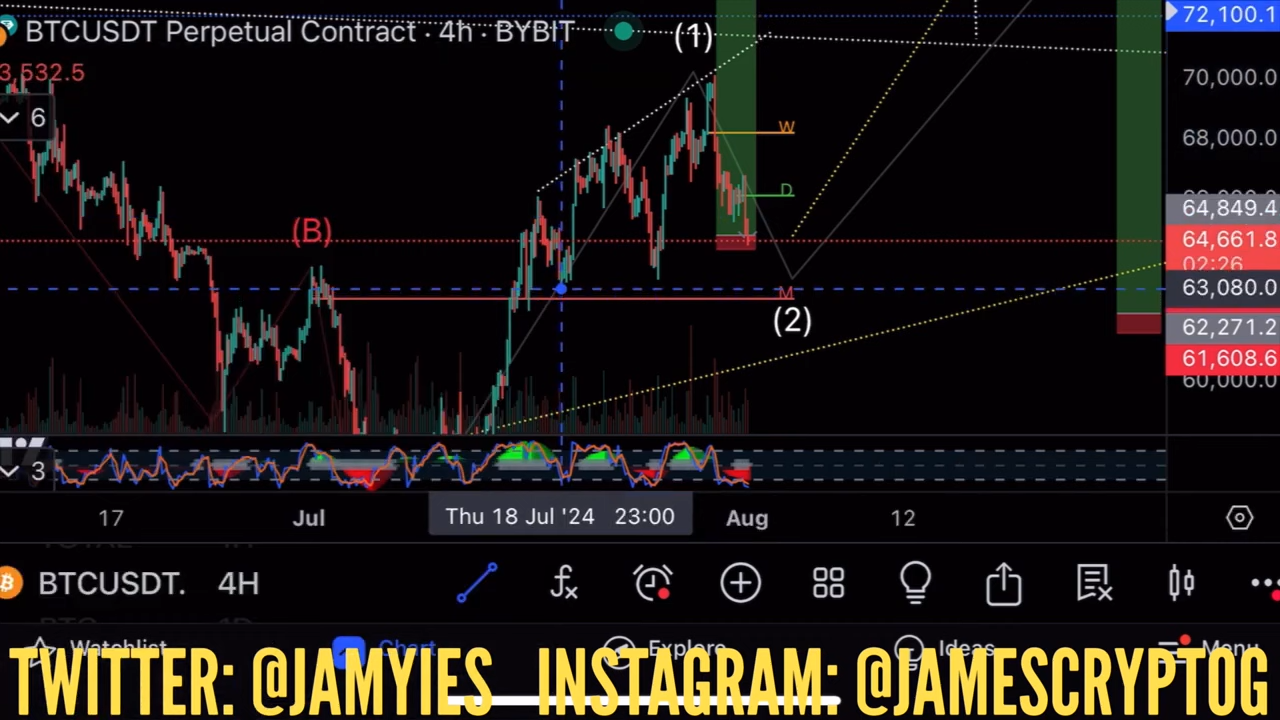 BTCUSDT Perpetual Contract · 4h · BYBIT
72,100.1
(1)
3,532.5
70,000.0
6
W
68,000.0
D
64,849.4
(B)
64,661.8
02:26
M
63,080.0
(2)
62,271.2
61,608.6
60,000.0
3
17
Jul
Thu 18 Jul '24 23:00
Aug
12
BTCUSDT. 4H
Watchlist
Chart
Explore
Ideas
Menu
TWITTER: @JAMYIES INSTAGRAM: @JAMESCRYPTOG